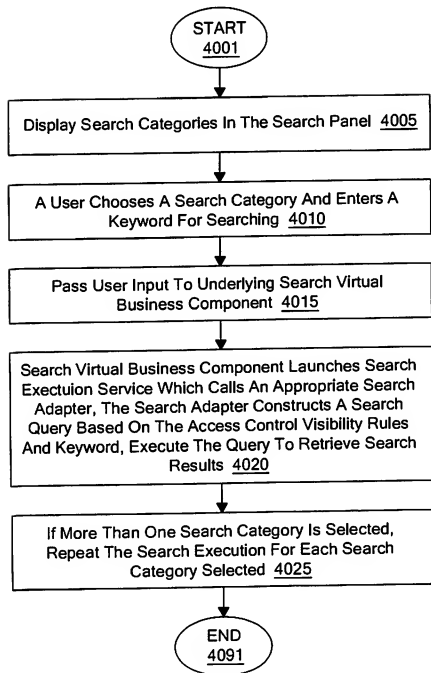 START
4001
Display Search Categories In The Search Panel 4005
A User Chooses A Search Category And Enters A
Keyword For Searching 4010
Pass User Input To Underlying Search Virtual
Business Component 4015
Search Virtual Business Component Launches Search
Exectuion Service Which Calls An Appropriate Search
Adapter, The Search Adapter Constructs A Search
Query Based On The Access Control Visibility Rules
And Keyword, Execute The Query To Retrieve Search
Results 4020
If More Than One Search Category Is Selected,
Repeat The Search Execution For Each Search
Category Selected 4025
END
4091